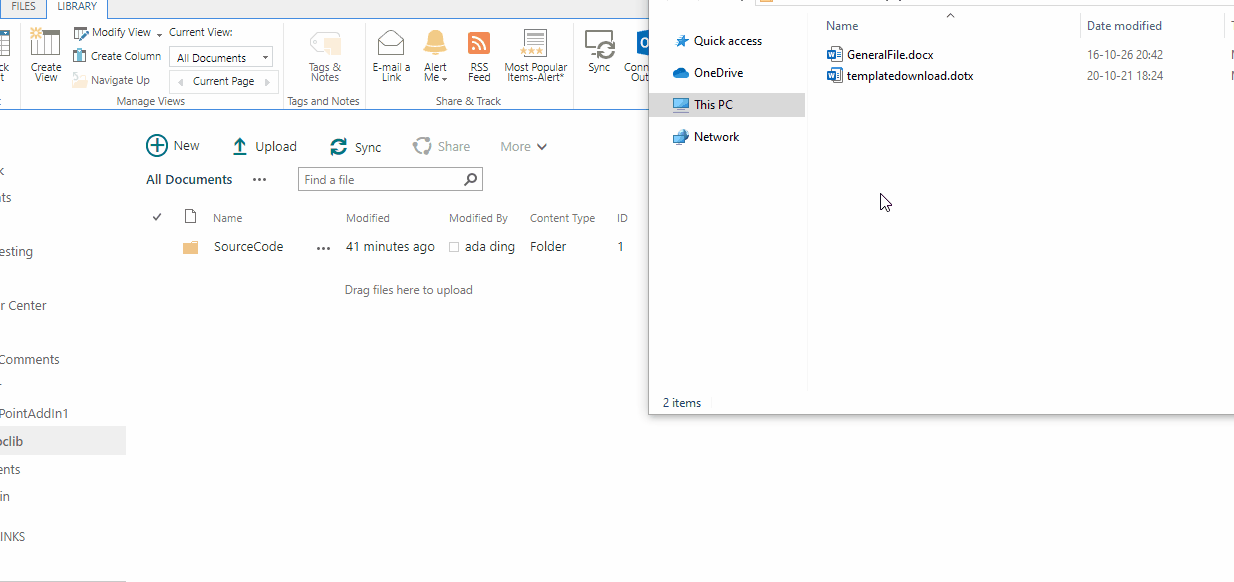 FILES
LIBRARY
Modify View
Current View:
Create Column
All Documents
Navigate Up
Current Page
Create
View
Manage Views
Tags &
Notes
Tags and Notes
E-mail a
Link
Alert
Me
RSS
Feed
Most Popular
Items-Alert*
Share & Track
Sync
New
Upload
Sync
Share
More
All Documents
...
Find a file
Name
Modified
Modified By
Content Type
ID
SourceCode
...
41 minutes ago
ada ding
Folder
1
Drag files here to upload
esting
r Center
Comments
PointAddIn1
clib
ents
in
INKS
Quick access
OneDrive
This PC
Network
Name
Date modified
GeneralFile.docx
16-10-26 20:42
templatedownload.dotx
20-10-21 18:24
2 items